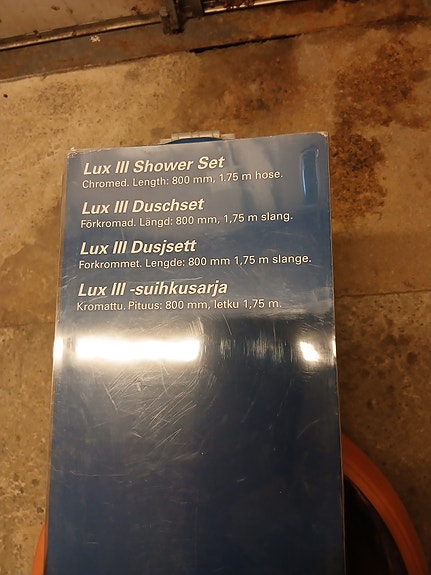 Lux III Shower Set
Chromed. Length: 800 mm, 1,75 m hose.
Lux III Duschset
Förkromad. Längd: 800 mm, 1,75 m slang.
Lux III Dusjsett
Forkrommet. Lengde: 800 mm 1,75 m slange.
Lux III -suihkusarja
Kromattu. Pituus: 800 mm, letku 1,75 m.